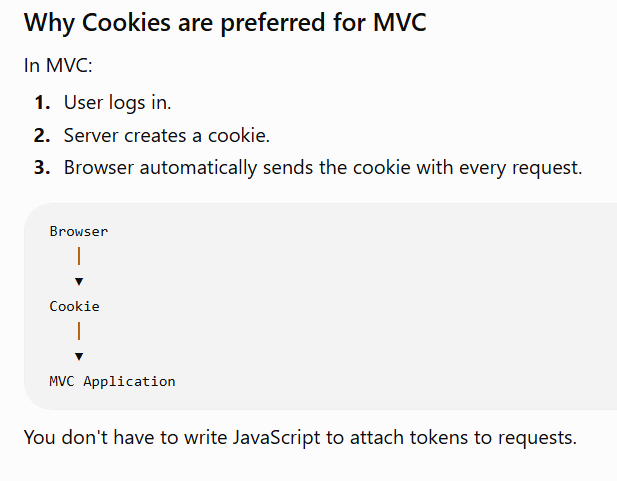 Why Cookies are preferred for MVC
In MVC:
1. User logs in.
2. Server creates a cookie.
3. Browser automatically sends the cookie with every request.
Browser
│
▼
Cookie
│
▼
MVC Application
You don't have to write JavaScript to attach tokens to requests.